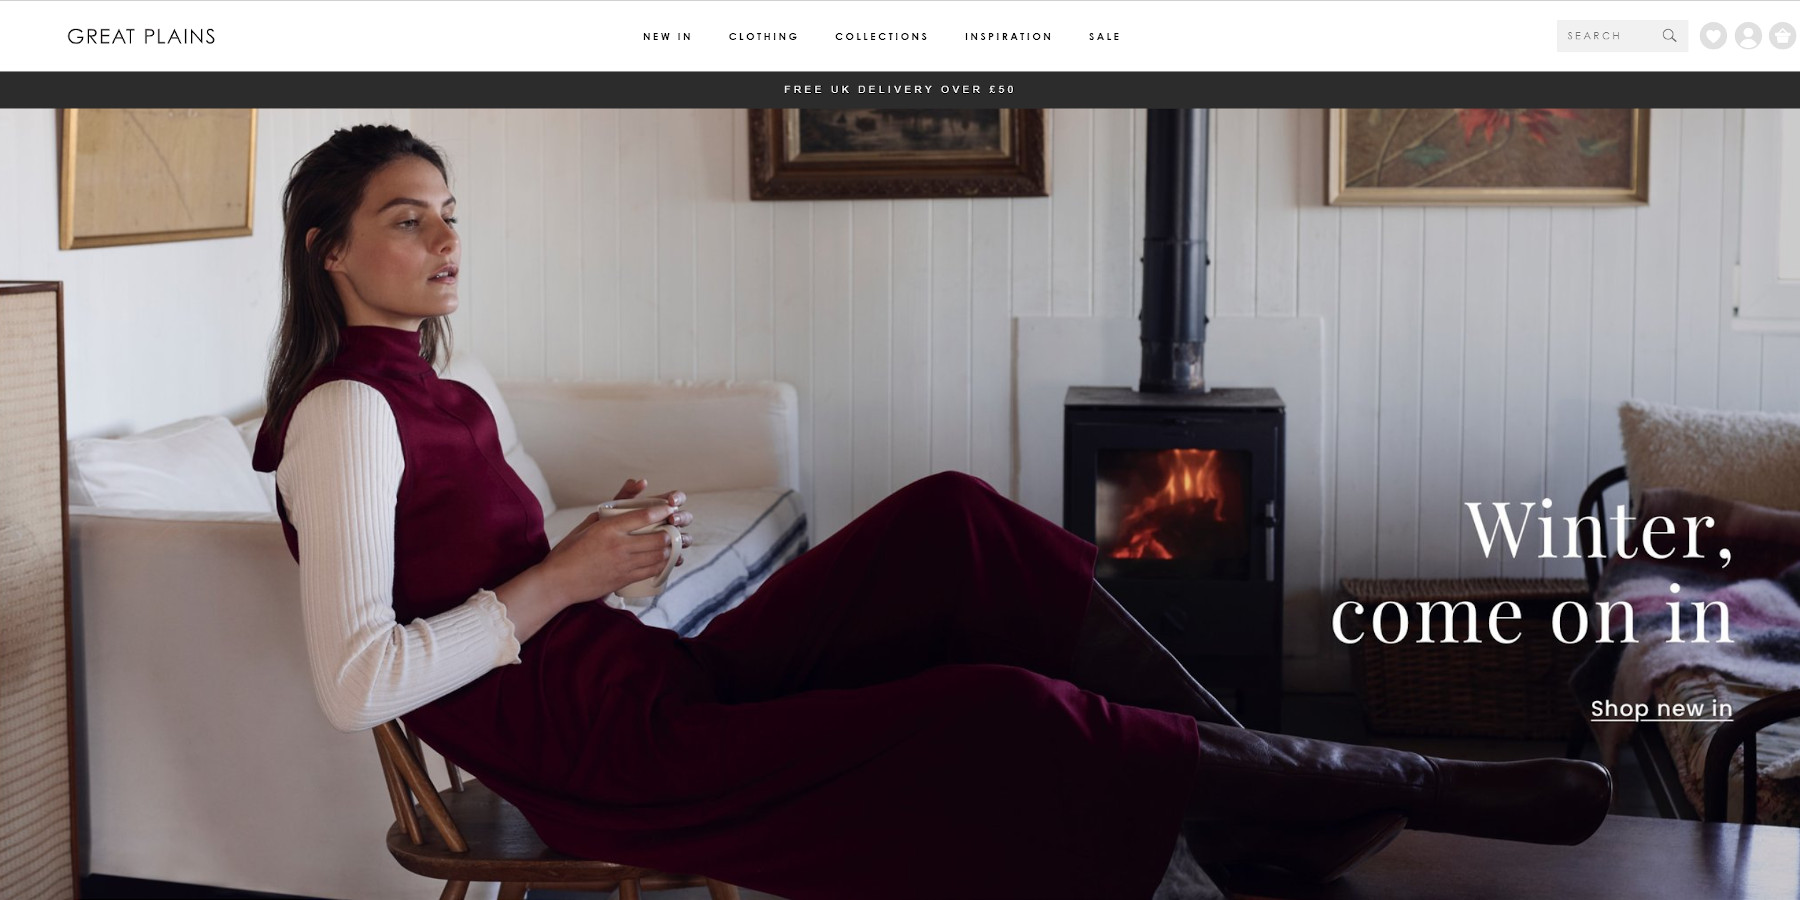 GREAT PLAINS
NEW IN
CLOTHING
COLLECTIONS
INSPIRATION
SALE
SEARCH
FREE UK DELIVERY OVER £50
Winter,
come on in
Shop new in